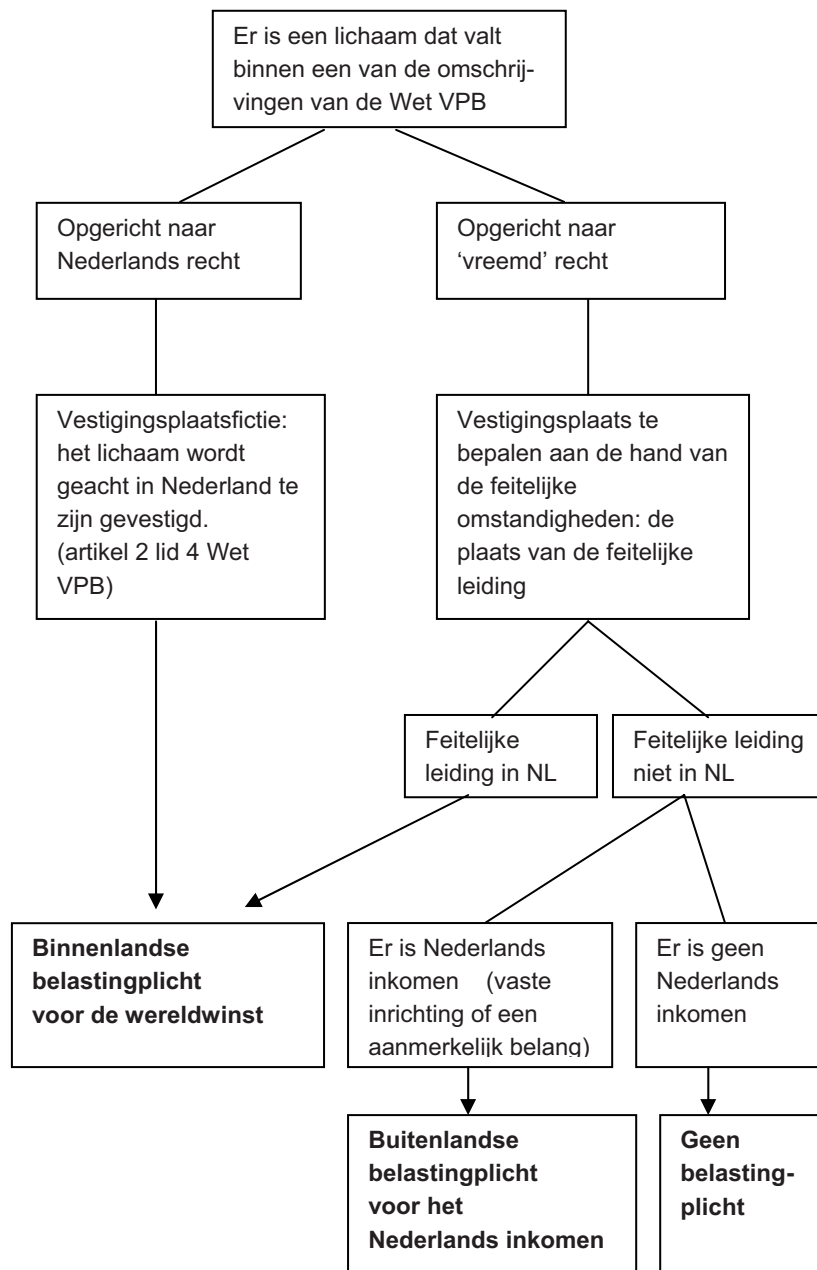 Er is een lichaam dat valt
binnen een van de omschrij-
vingen van de Wet VPB
Opgericht naar
Nederlands recht
Opgericht naar
‘vreemd’ recht
Vestigingsplaatsfictie:
het lichaam wordt
geacht in Nederland te
zijn gevestigd.
(artikel 2 lid 4 Wet
VPB)
Vestigingsplaats te
bepalen aan de hand van
de feitelijke
omstandigheden: de
plaats van de feitelijke
leiding
Feitelijke
leiding in NL
Feitelijke leiding
niet in NL
Binnenlandse
belastingplicht
voor de wereldwinst
Er is Nederlands
inkomen (vaste
inrichting of een
aanmerkelijk belang)
Er is geen
Nederlands
inkomen
Buitenlandse
belastingplicht
voor het
Nederlands inkomen
Geen
belasting-
plicht